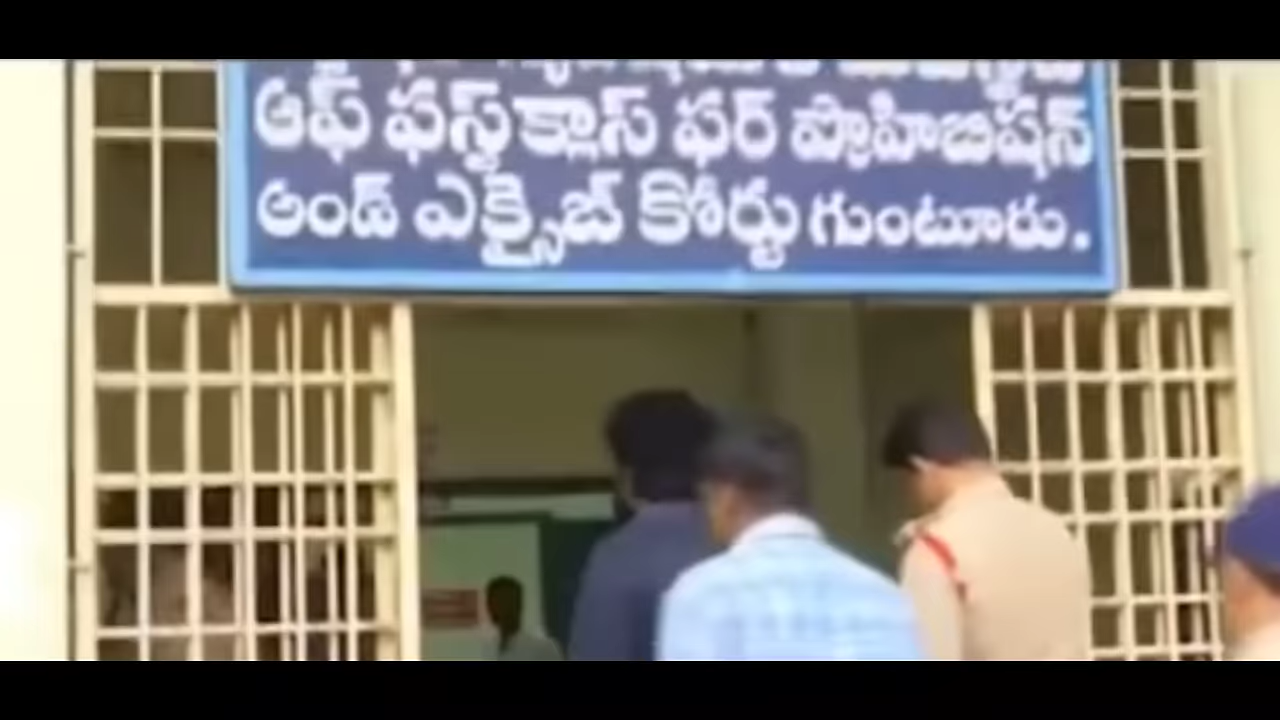 ఆఫ్ ఫస్ట్‌క్లాస్ ఫర్ ప్రొహిబిషన్
అండ్ ఎక్సైజ్ కోర్టు గుంటూరు.